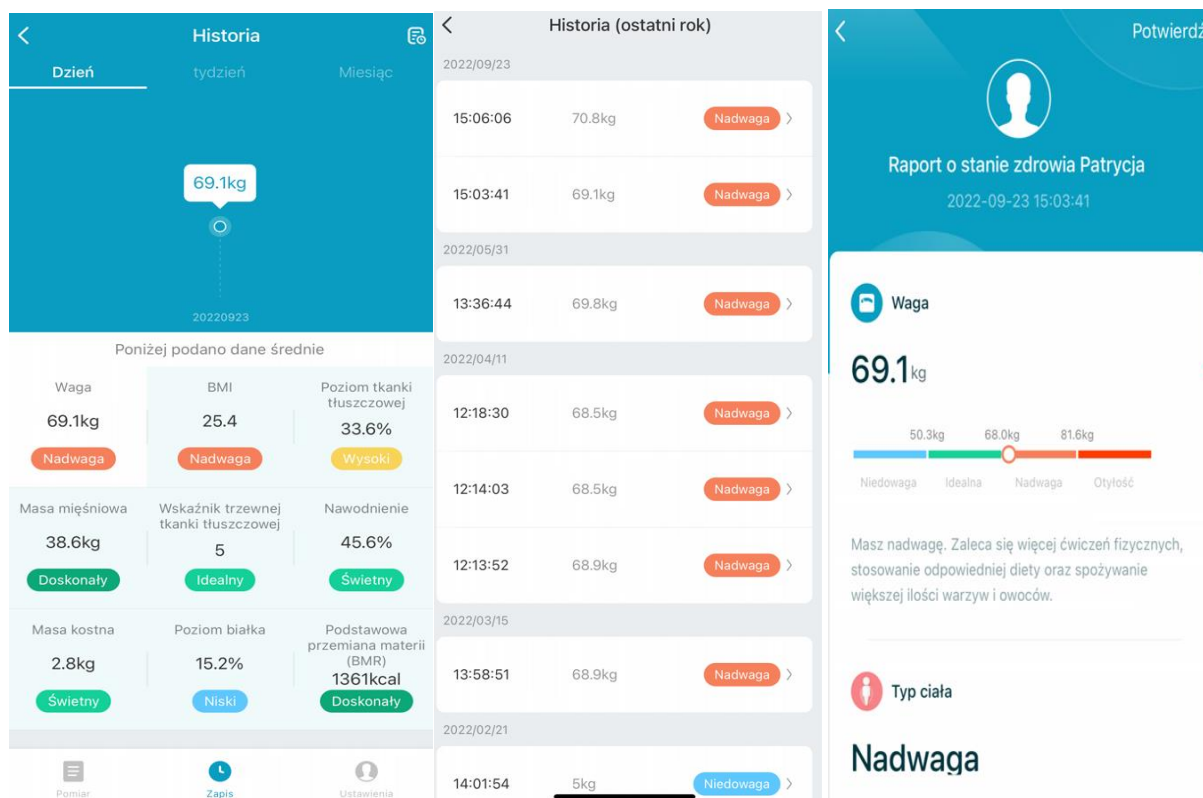 Historia
Dzień
tydzień
Miesiąc
69.1kg
20220923
Poniżej podano dane średnie
Waga
69.1kg
Nadwaga
BMI
25.4
Nadwaga
Poziom tkanki
tłuszczowej
33.6%
Wysoki
Masa mięśniowa
38.6kg
Doskonały
Wskaźnik trzewnej
tkanki tłuszczowej
5
Idealny
Nawodnienie
45.6%
Świetny
Masa kostna
2.8kg
Świetny
Poziom białka
15.2%
Niski
Podstawowa
przemiana materii
(BMR)
1361kcal
Doskonały
Pomiar
Zapis
Ustawienia
Historia (ostatni rok)
2022/09/23
15:06:06 70.8kg Nadwaga
15:03:41 69.1kg Nadwaga
2022/05/31
13:36:44 69.8kg Nadwaga
2022/04/11
12:18:30 68.5kg Nadwaga
12:14:03 68.5kg Nadwaga
12:13:52 68.9kg Nadwaga
2022/03/15
13:58:51 68.9kg Nadwaga
2022/02/21
14:01:54 5kg Niedowaga
Potwierdź
Raport o stanie zdrowia Patrycja
2022-09-23 15:03:41
Waga
69.1kg
50.3kg 68.0kg 81.6kg
Niedowaga Idealna Nadwaga Otyłość
Masz nadwagę. Zaleca się więcej ćwiczeń fizycznych,
stosowanie odpowiedniej diety oraz spożywanie
większej ilości warzyw i owoców.
Typ ciała
Nadwaga